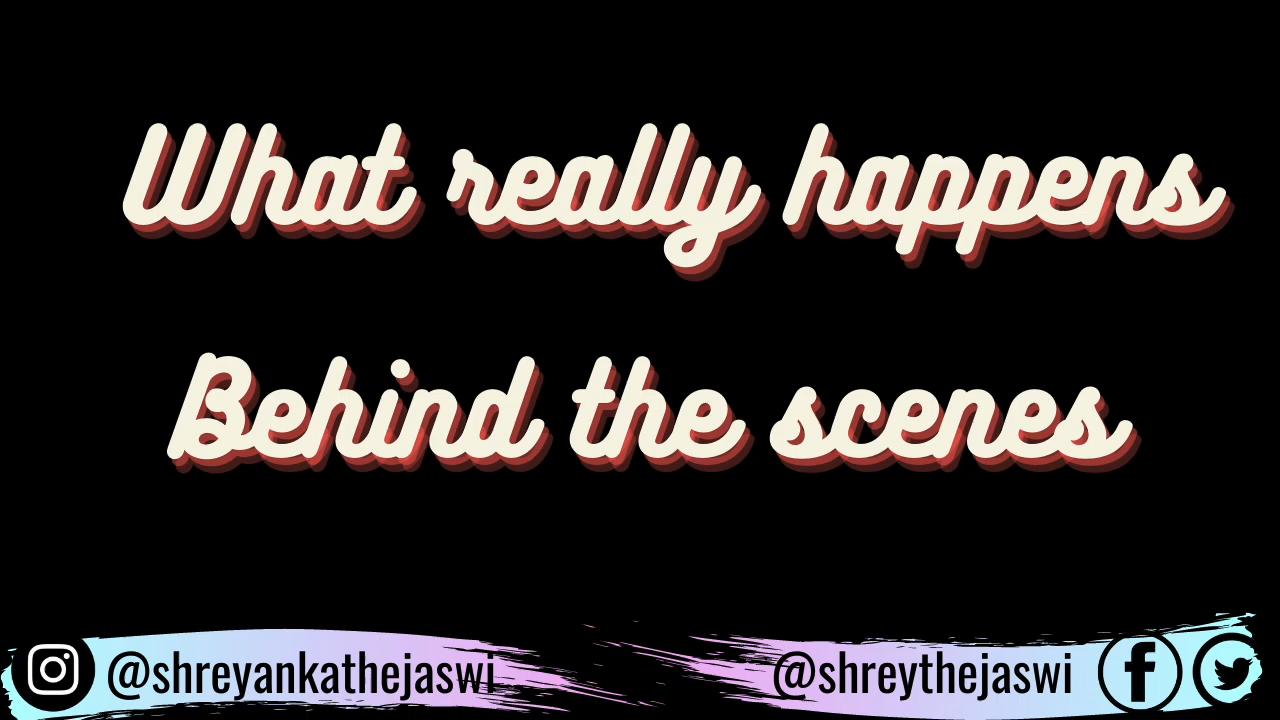 What really happens
Behind the scenes
@shreyankathejaswi
@shreythejaswi